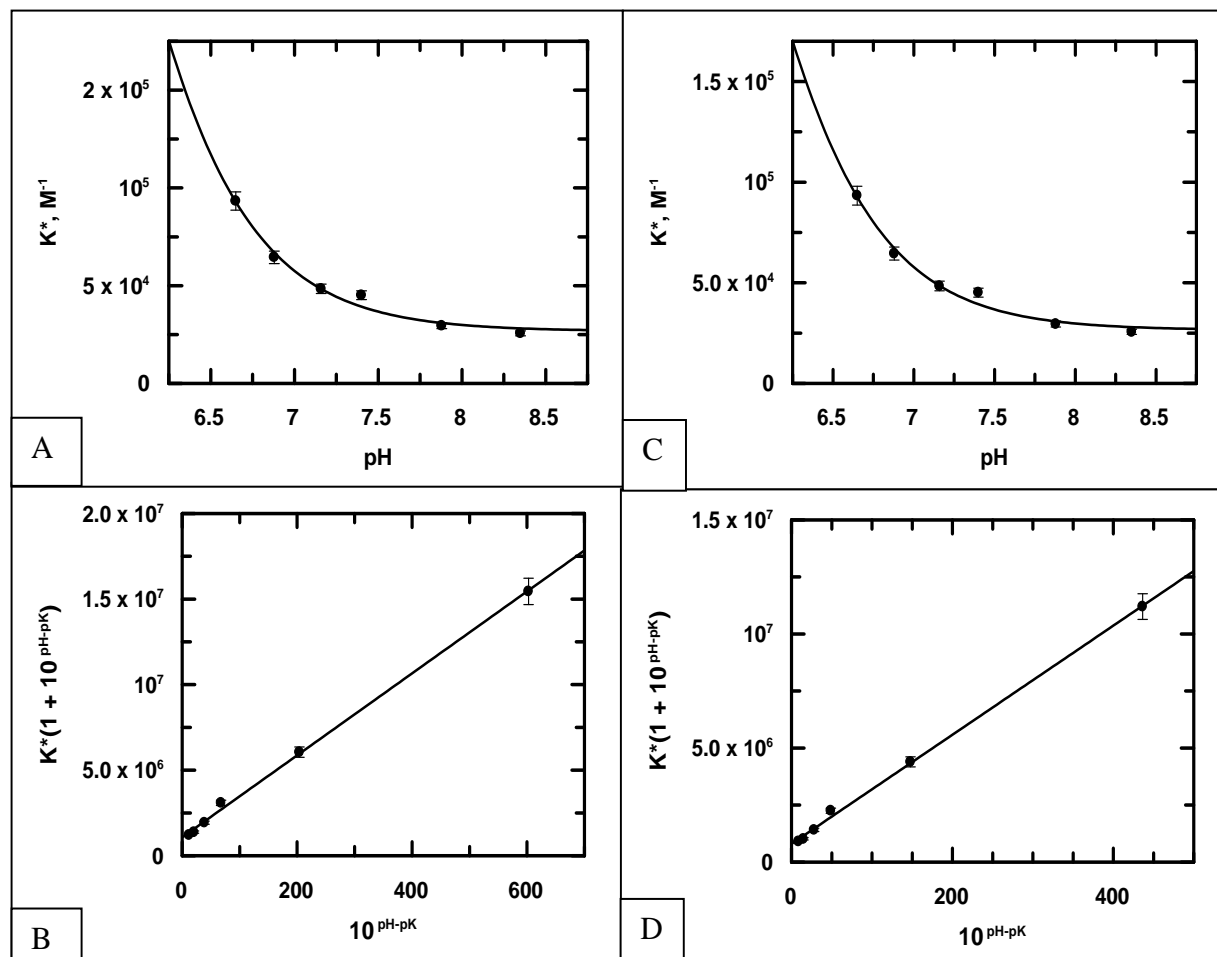 2 x 10⁵
10⁵
5 x 10⁴
0
K*, M⁻¹
6.5 7 7.5 8 8.5
pH
A
1.5 x 10⁵
10⁵
5.0 x 10⁴
0
K*, M⁻¹
6.5 7 7.5 8 8.5
pH
C
2.0 x 10⁷
1.5 x 10⁷
10⁷
5.0 x 10⁶
0
K*(1 + 10 ᵖᴴ⁻ᵖᴷ)
0 200 400 600
10 ᵖᴴ⁻ᵖᴷ
B
1.5 x 10⁷
10⁷
5.0 x 10⁶
0
K*(1 + 10 ᵖᴴ⁻ᵖᴷ)
0 200 400
10 ᵖᴴ⁻ᵖᴷ
D